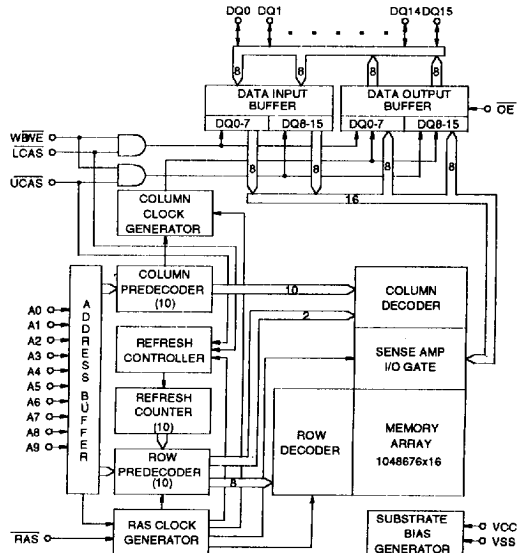 DQ0 DQ1 DQ14 DQ15
8 8 8 8
DATA INPUT BUFFER
DQ0-7 DQ8-15
DATA OUTPUT BUFFER
DQ0-7 DQ8-15
OE
WBWE
LCAS
UCAS
8 8 8 8
16
COLUMN CLOCK GENERATOR
COLUMN PREDECODER (10)
10
2
COLUMN DECODER
A0
A1
A2
A3
A4
A5
A6
A7
A8
A9
ADDRESS BUFFER
REFRESH CONTROLLER
SENSE AMP I/O GATE
REFRESH COUNTER (10)
ROW PREDECODER (10)
8
ROW DECODER
MEMORY ARRAY 1048676x16
RAS
RAS CLOCK GENERATOR
SUBSTRATE BIAS GENERATOR
VCC
VSS